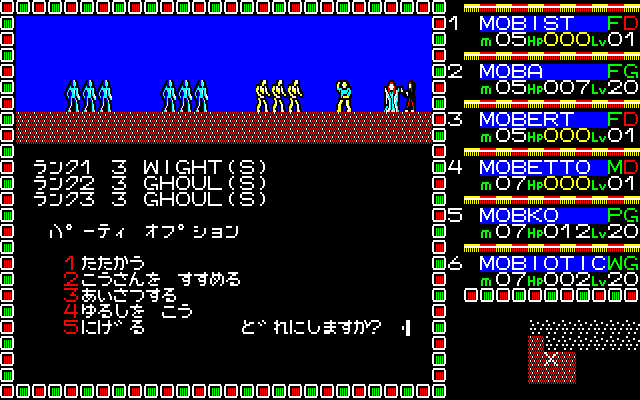 1 MOBIST FD
m 05 Hp 000 Lv 01
2 MOBA FG
m 05 Hp 007 Lv 20
3 MOBERT FD
m 05 Hp 000 Lv 01
4 MOBETTO MD
m 07 Hp 000 Lv 01
5 MOBKO PG
m 07 Hp 012 Lv 20
6 MOBIOTIC WG
m 07 Hp 002 Lv 20
ランク1 3 WIGHT(S)
ランク2 3 GHOUL(S)
ランク3 3 GHOUL(S)
パーティ オプション
1 たたかう
2 こうさんを すすめる
3 あいさつする
4 ゆるしを こう
5 にげる どれにしますか?